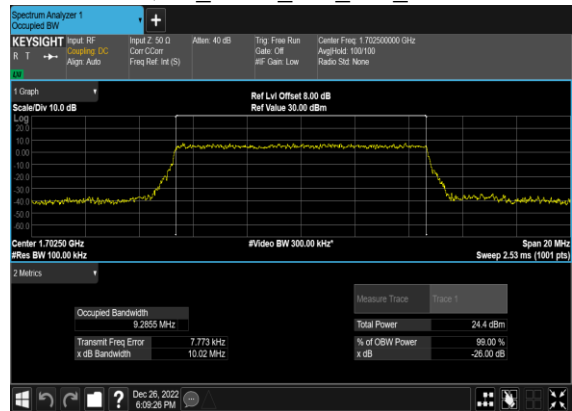 Spectrum Analyzer 1
Occupied BW
+
KEYSIGHT Input: RF Input Z: 50 Ω Atten: 40 dB Trig: Free Run Center Freq: 1.702500000 GHz
R T Coupling: DC Corr CCorr Gate: Off Avg|Hold: 100/100
Align: Auto Freq Ref: Int (S) #IF Gain: Low Radio Std: None
LW
1 Graph
Ref Lvl Offset 8.00 dB
Scale/Div 10.0 dB Ref Value 30.00 dBm
Log
20.0
10.0
0.00
-10.0
-20.0
-30.0
-40.0
-50.0
-60.0
Center 1.70250 GHz #Video BW 300.00 kHz* Span 20 MHz
#Res BW 100.00 kHz Sweep 2.53 ms (1001 pts)
2 Metrics
Measure Trace Trace 1
Occupied Bandwidth
9.2855 MHz Total Power 24.4 dBm
Transmit Freq Error 7.773 kHz % of OBW Power 99.00 %
x dB Bandwidth 10.02 MHz x dB -26.00 dB
? Dec 26, 2022
6:09:26 PM